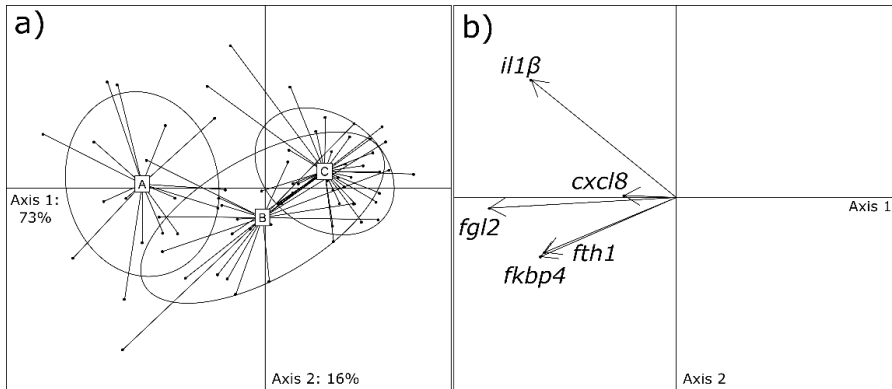 a)
A
B
C
Axis 1:
73%
Axis 2: 16%
b)
il1β
cxcl8
Axis 1
fgl2
fth1
fkbp4
Axis 2